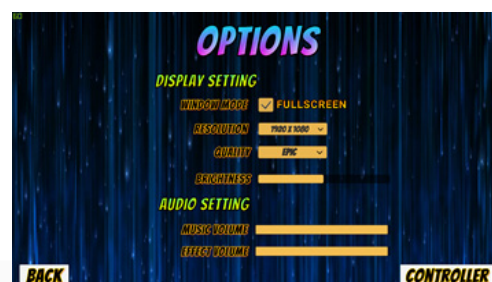 60
OPTIONS
DISPLAY SETTING
WINDOW MODE FULLSCREEN
RESOLUTION 1920 X 1080
QUALITY EPIC
BRIGHTNESS
AUDIO SETTING
MUSIC VOLUME
EFFECT VOLUME
BACK CONTROLLER